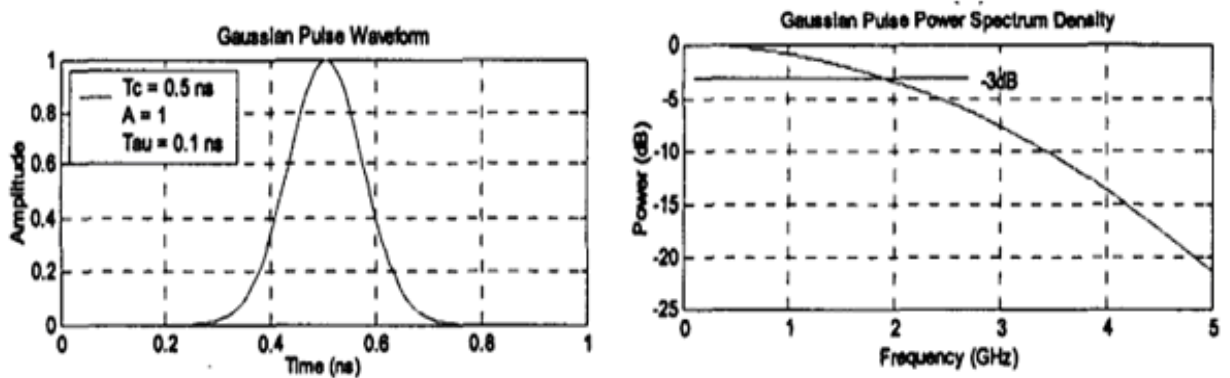 Gaussian Pulse Waveform
1
0.8
0.6
0.4
0.2
0
Amplitude
Tc = 0.5 ns
A = 1
Tau = 0.1 ns
0 0.2 0.4 0.6 0.8 1
Time (ns)
Gaussian Pulse Power Spectrum Density
0
-5
-10
-15
-20
-25
Power (dB)
-3dB
0 1 2 3 4 5
Frequency (GHz)